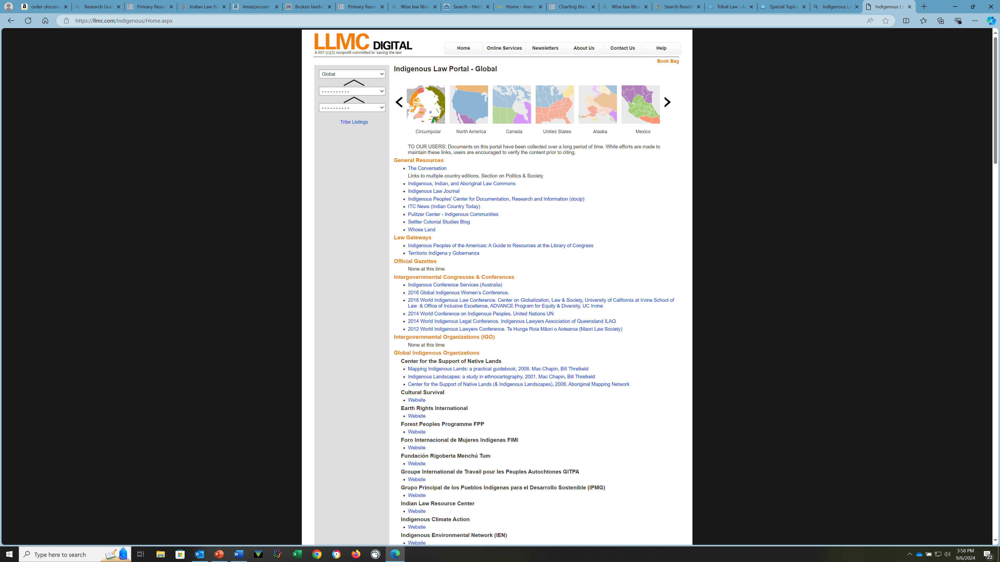 order-docume
Research Guid
Primary Resou
Indian Law Re
Amazon.com
Broken landsc
Primary Resou
Wise law libra
Search - Hein
Home - Amer
Charting the C
Wise law libra
Search Results
Tribal Law - A
Special Topics
Indigenous La
Indigenous La
https://llmc.com/Indigenous/Home.aspx
LLMC DIGITAL
A 501 (c)(3) nonprofit committed to 'saving the law'
Home Online Services Newsletters About Us Contact Us Help
Book Bag
Global
- - - - - - - - - -
- - - - - - - - - -
Tribe Listings
Indigenous Law Portal - Global
Circumpolar North America Canada United States Alaska Mexico
TO OUR USERS: Documents on this portal have been collected over a long period of time. While efforts are made to
maintain these links, users are encouraged to verify the content prior to citing.
General Resources
• The Conversation
Links to multiple country editions. Section on Politics & Society
• Indigenous, Indian, and Aboriginal Law Commons
• Indigenous Law Journal
• Indigenous Peoples' Center for Documentation, Research and Information (docip)
• ITC News (Indian Country Today)
• Pulitzer Center - Indigenous Communities
• Settler Colonial Studies Blog
• Whose Land
Law Gateways
• Indigenous Peoples of the Americas: A Guide to Resources at the Library of Congress
• Territorio Indígena y Gobernanza
Official Gazettes
None at this time
Intergovernmental Congresses & Conferences
• Indigenous Conference Services (Australia)
• 2016 Global Indigenous Women's Conference.
• 2016 World Indigenous Law Conference. Center on Globalization, Law & Society, University of California at Irvine School of
Law & Office of Inclusive Excellence, ADVANCE Program for Equity & Diversity, UC Irvine
• 2014 World Conference on Indigenous Peoples. United Nations UN
• 2014 World Indigenous Legal Conference. Indigenous Lawyers Association of Queensland ILAQ
• 2012 World Indigenous Lawyers Conference. Te Hunga Roia Māori o Aotearoa (Maori Law Society)
Intergovernmental Organizations (IGO)
None at this time
Global Indigenous Organizations
Center for the Support of Native Lands
• Mapping Indigenous Lands: a practical guidebook, 2008. Mac Chapin, Bill Threlkeld
• Indigenous Landscapes: a study in ethnocartography, 2001. Mac Chapin, Bill Threlkeld
• Center for the Support of Native Lands (& Indigenous Landscapes), 2006. Aboriginal Mapping Network
Cultural Survival
• Website
Earth Rights International
• Website
Forest Peoples Programme FPP
• Website
Foro Internacional de Mujeres Indígenas FIMI
• Website
Fundación Rigoberta Menchú Tum
• Website
Groupe International de Travail pour les Peuples Autochtones GITPA
• Website
Grupo Principal de los Pueblos Indígenas para el Desarrollo Sostenible (IPMG)
• Website
Indian Law Resource Center
• Website
Indigenous Climate Action
• Website
Indigenous Environmental Network (IEN)
• Website
Type here to search
3:58 PM
9/6/2024
22